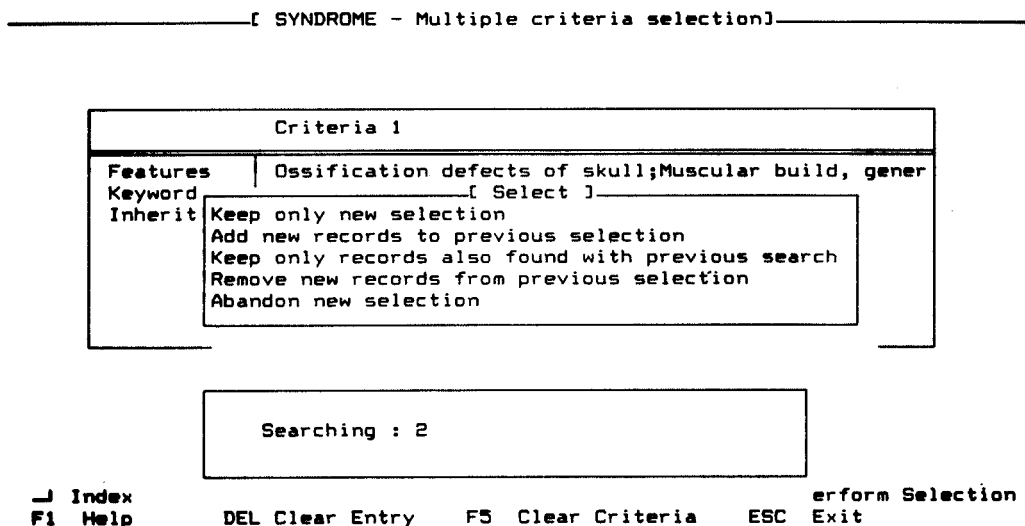 [ SYNDROME - Multiple criteria selection]
Criteria 1
Features Ossification defects of skull;Muscular build, gener
Keyword [ Select ]
Inherit Keep only new selection
Add new records to previous selection
Keep only records also found with previous search
Remove new records from previous selection
Abandon new selection
Searching : 2
Index erform Selection
F1 Help DEL Clear Entry F5 Clear Criteria ESC Exit